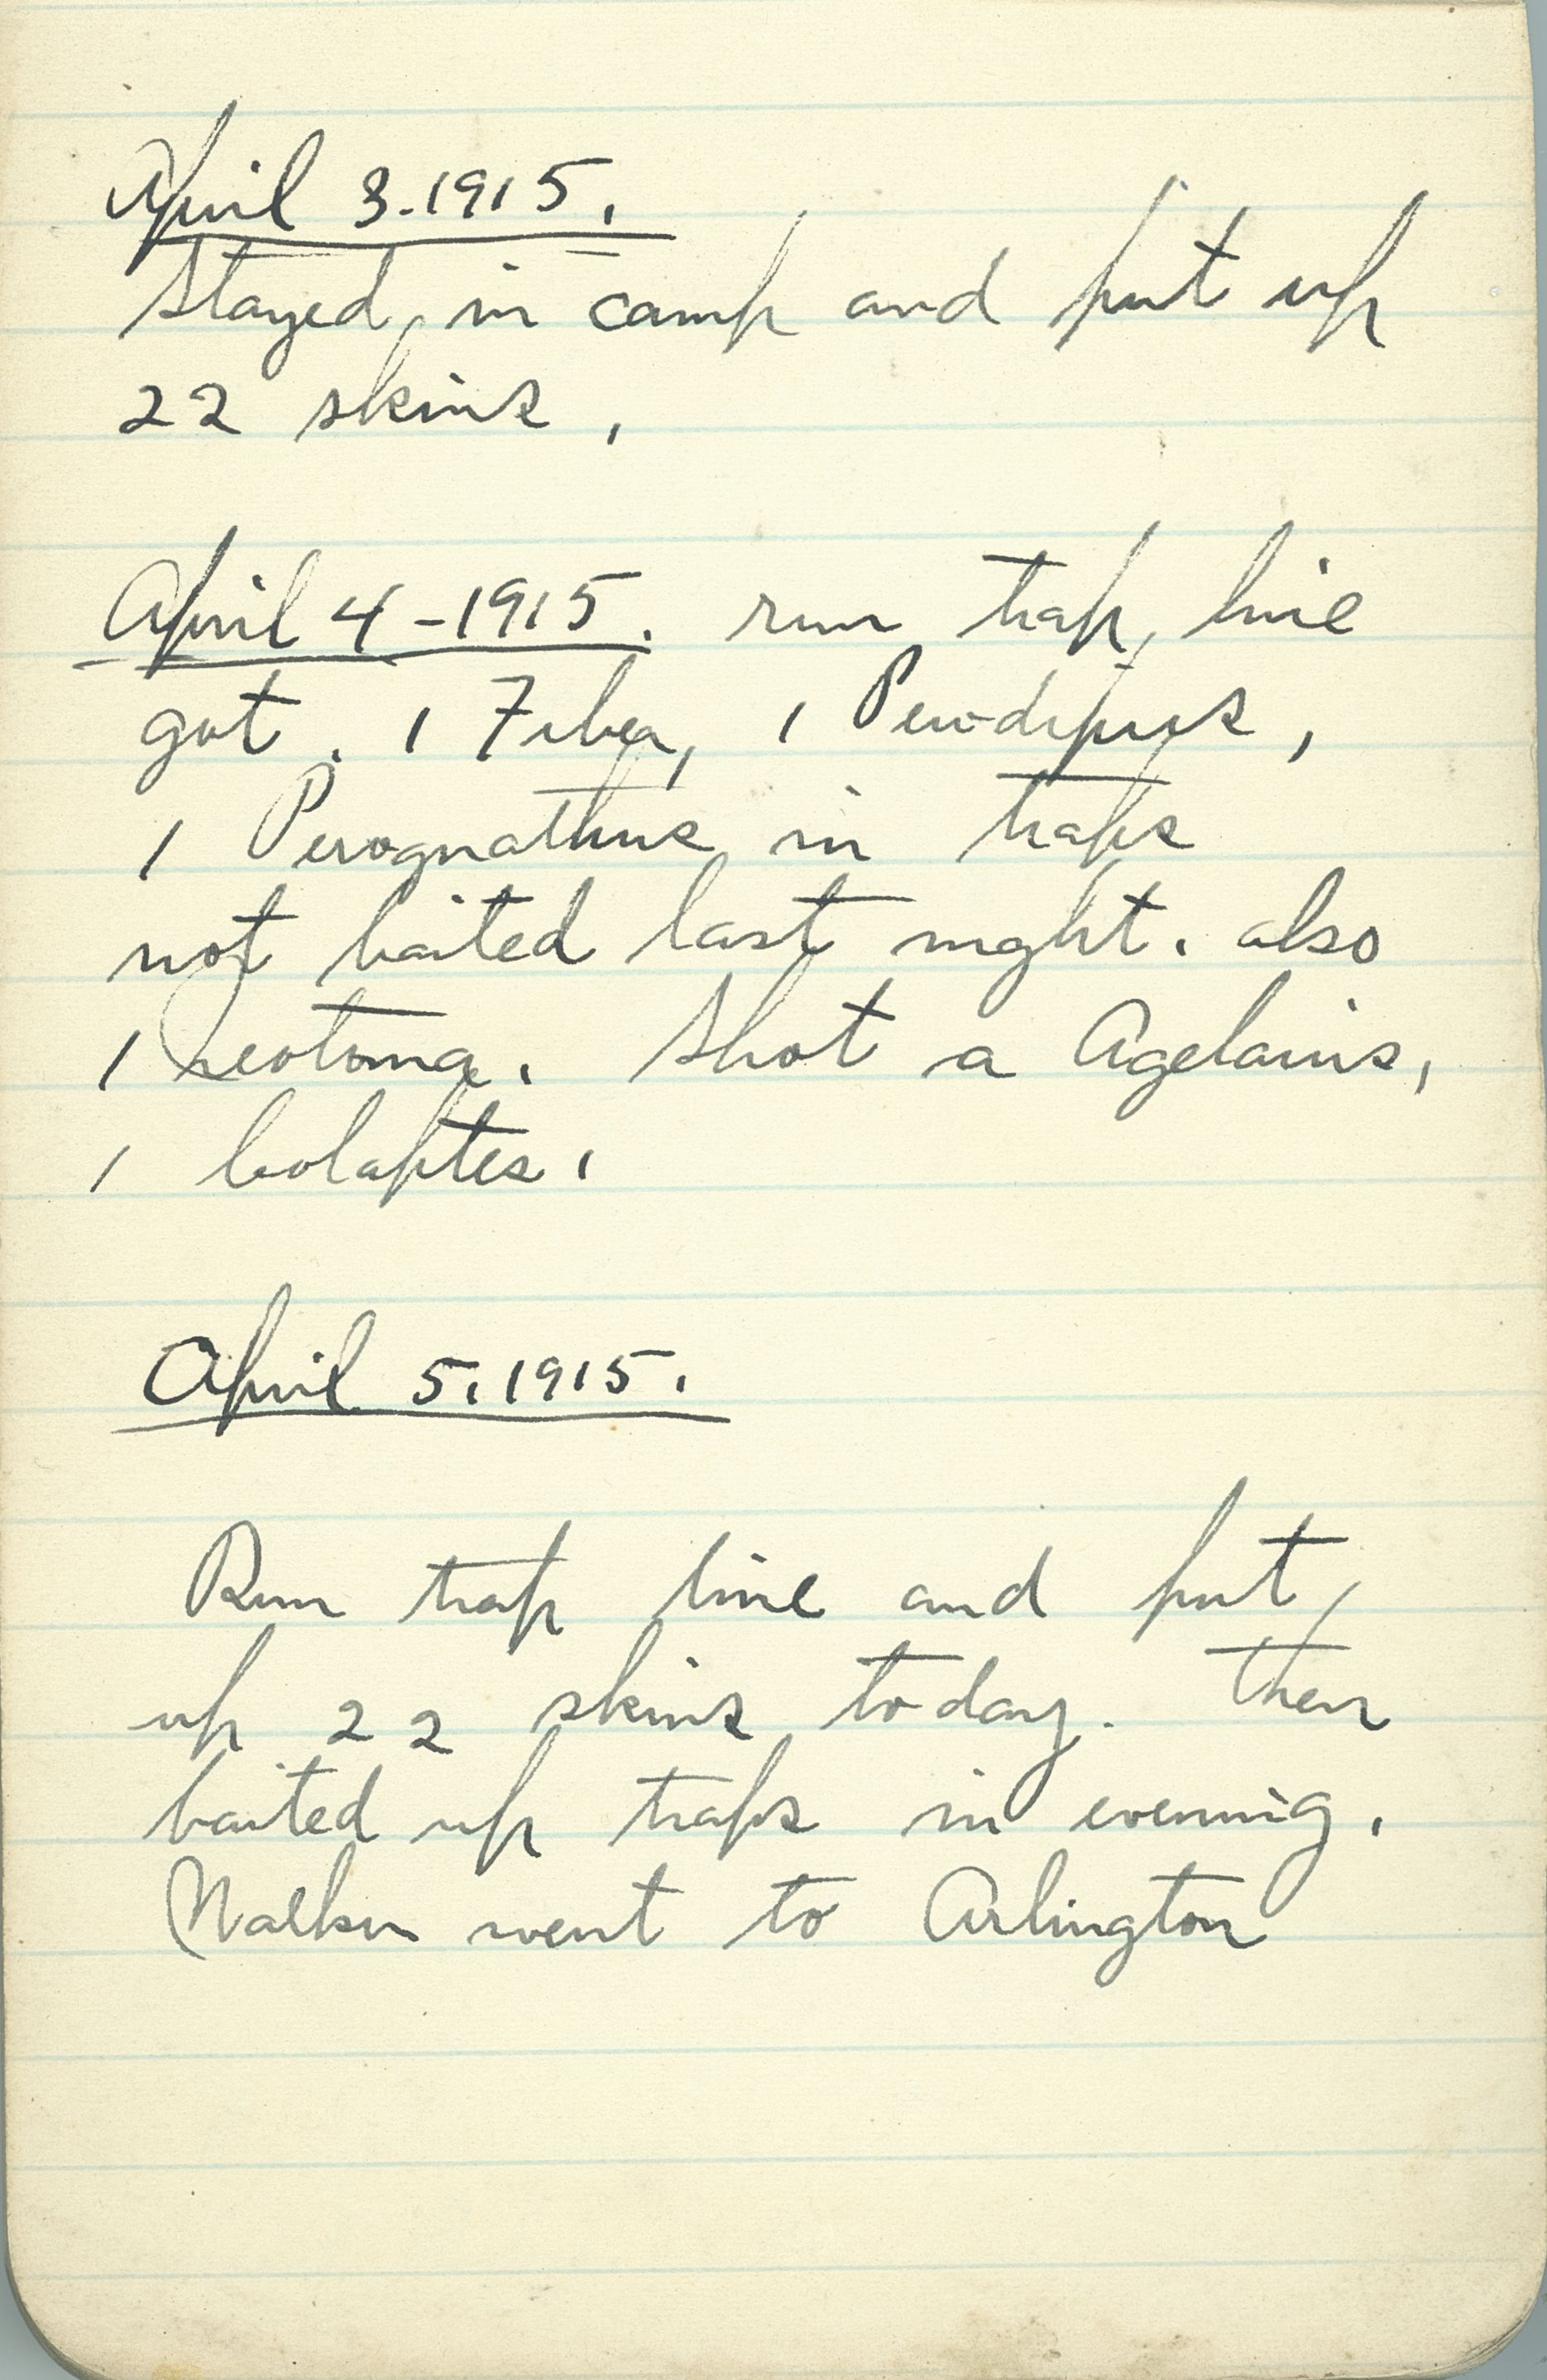 April 3.1915.
Stayed in camp and put up
22 skins.
April 4-1915. run trap line
got. 1 Fiber, 1 Perodipus,
1 Perognathus in traps
not baited last night. also
1 neotoma. Shot a Agelaius,
1 Colaptes.
April 5.1915.
Run trap line and put
up 22 skins today. Then
baited up traps in evening.
Walker went to Arlington